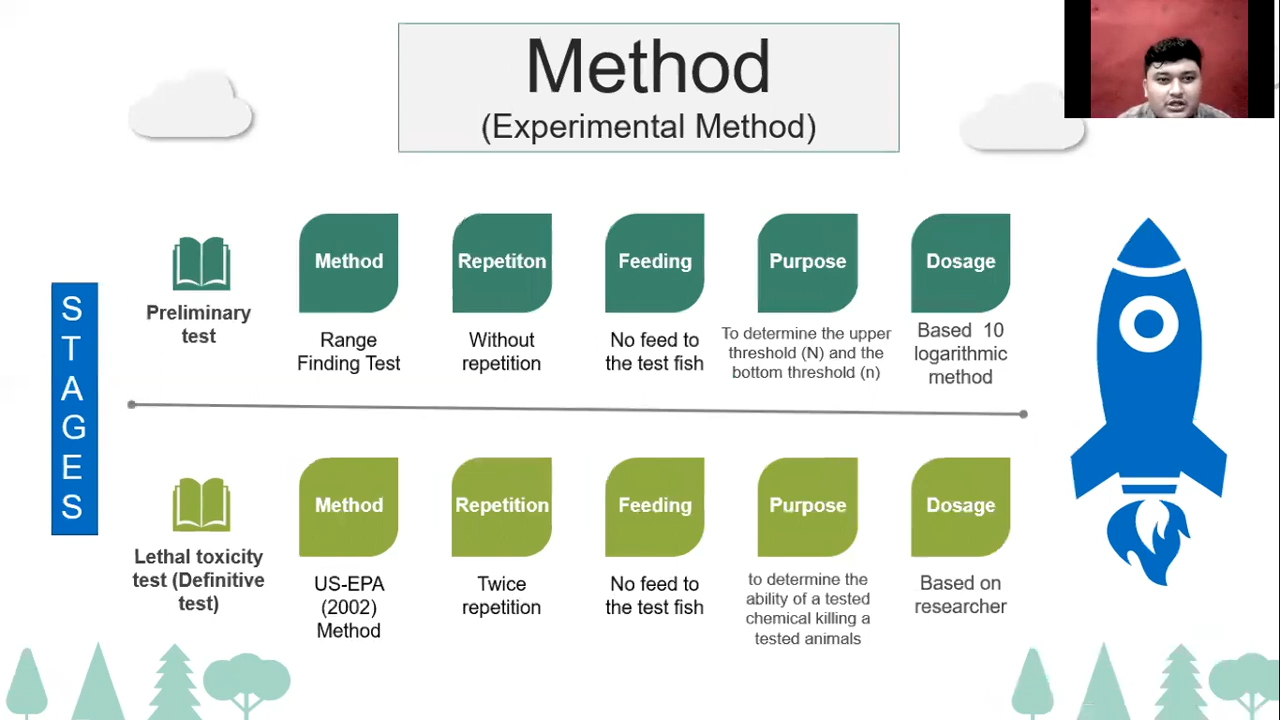 Method
(Experimental Method)
STAGES
Preliminary
test
Method
Repetiton
Feeding
Purpose
Dosage
Range
Finding Test
Without
repetition
No feed to
the test fish
To determine the upper
threshold (N) and the
bottom threshold (n)
Based 10
logarithmic
method
Lethal toxicity
test (Definitive
test)
Method
Repetition
Feeding
Purpose
Dosage
US-EPA
(2002)
Method
Twice
repetition
No feed to
the test fish
to determine the
ability of a tested
chemical killing a
tested animals
Based on
researcher